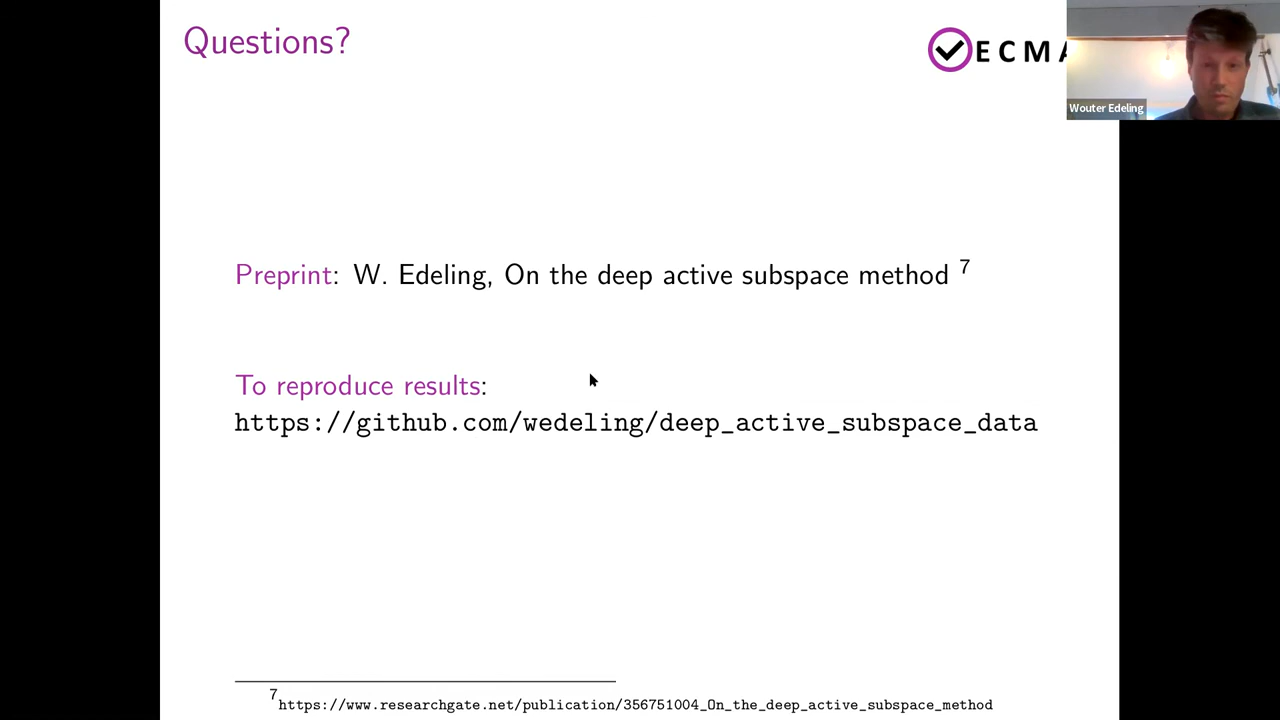 Questions?
ECMA
Wouter Edeling
Preprint: W. Edeling, On the deep active subspace method 7
To reproduce results:
https://github.com/wedeling/deep_active_subspace_data
7https://www.researchgate.net/publication/356751004_On_the_deep_active_subspace_method